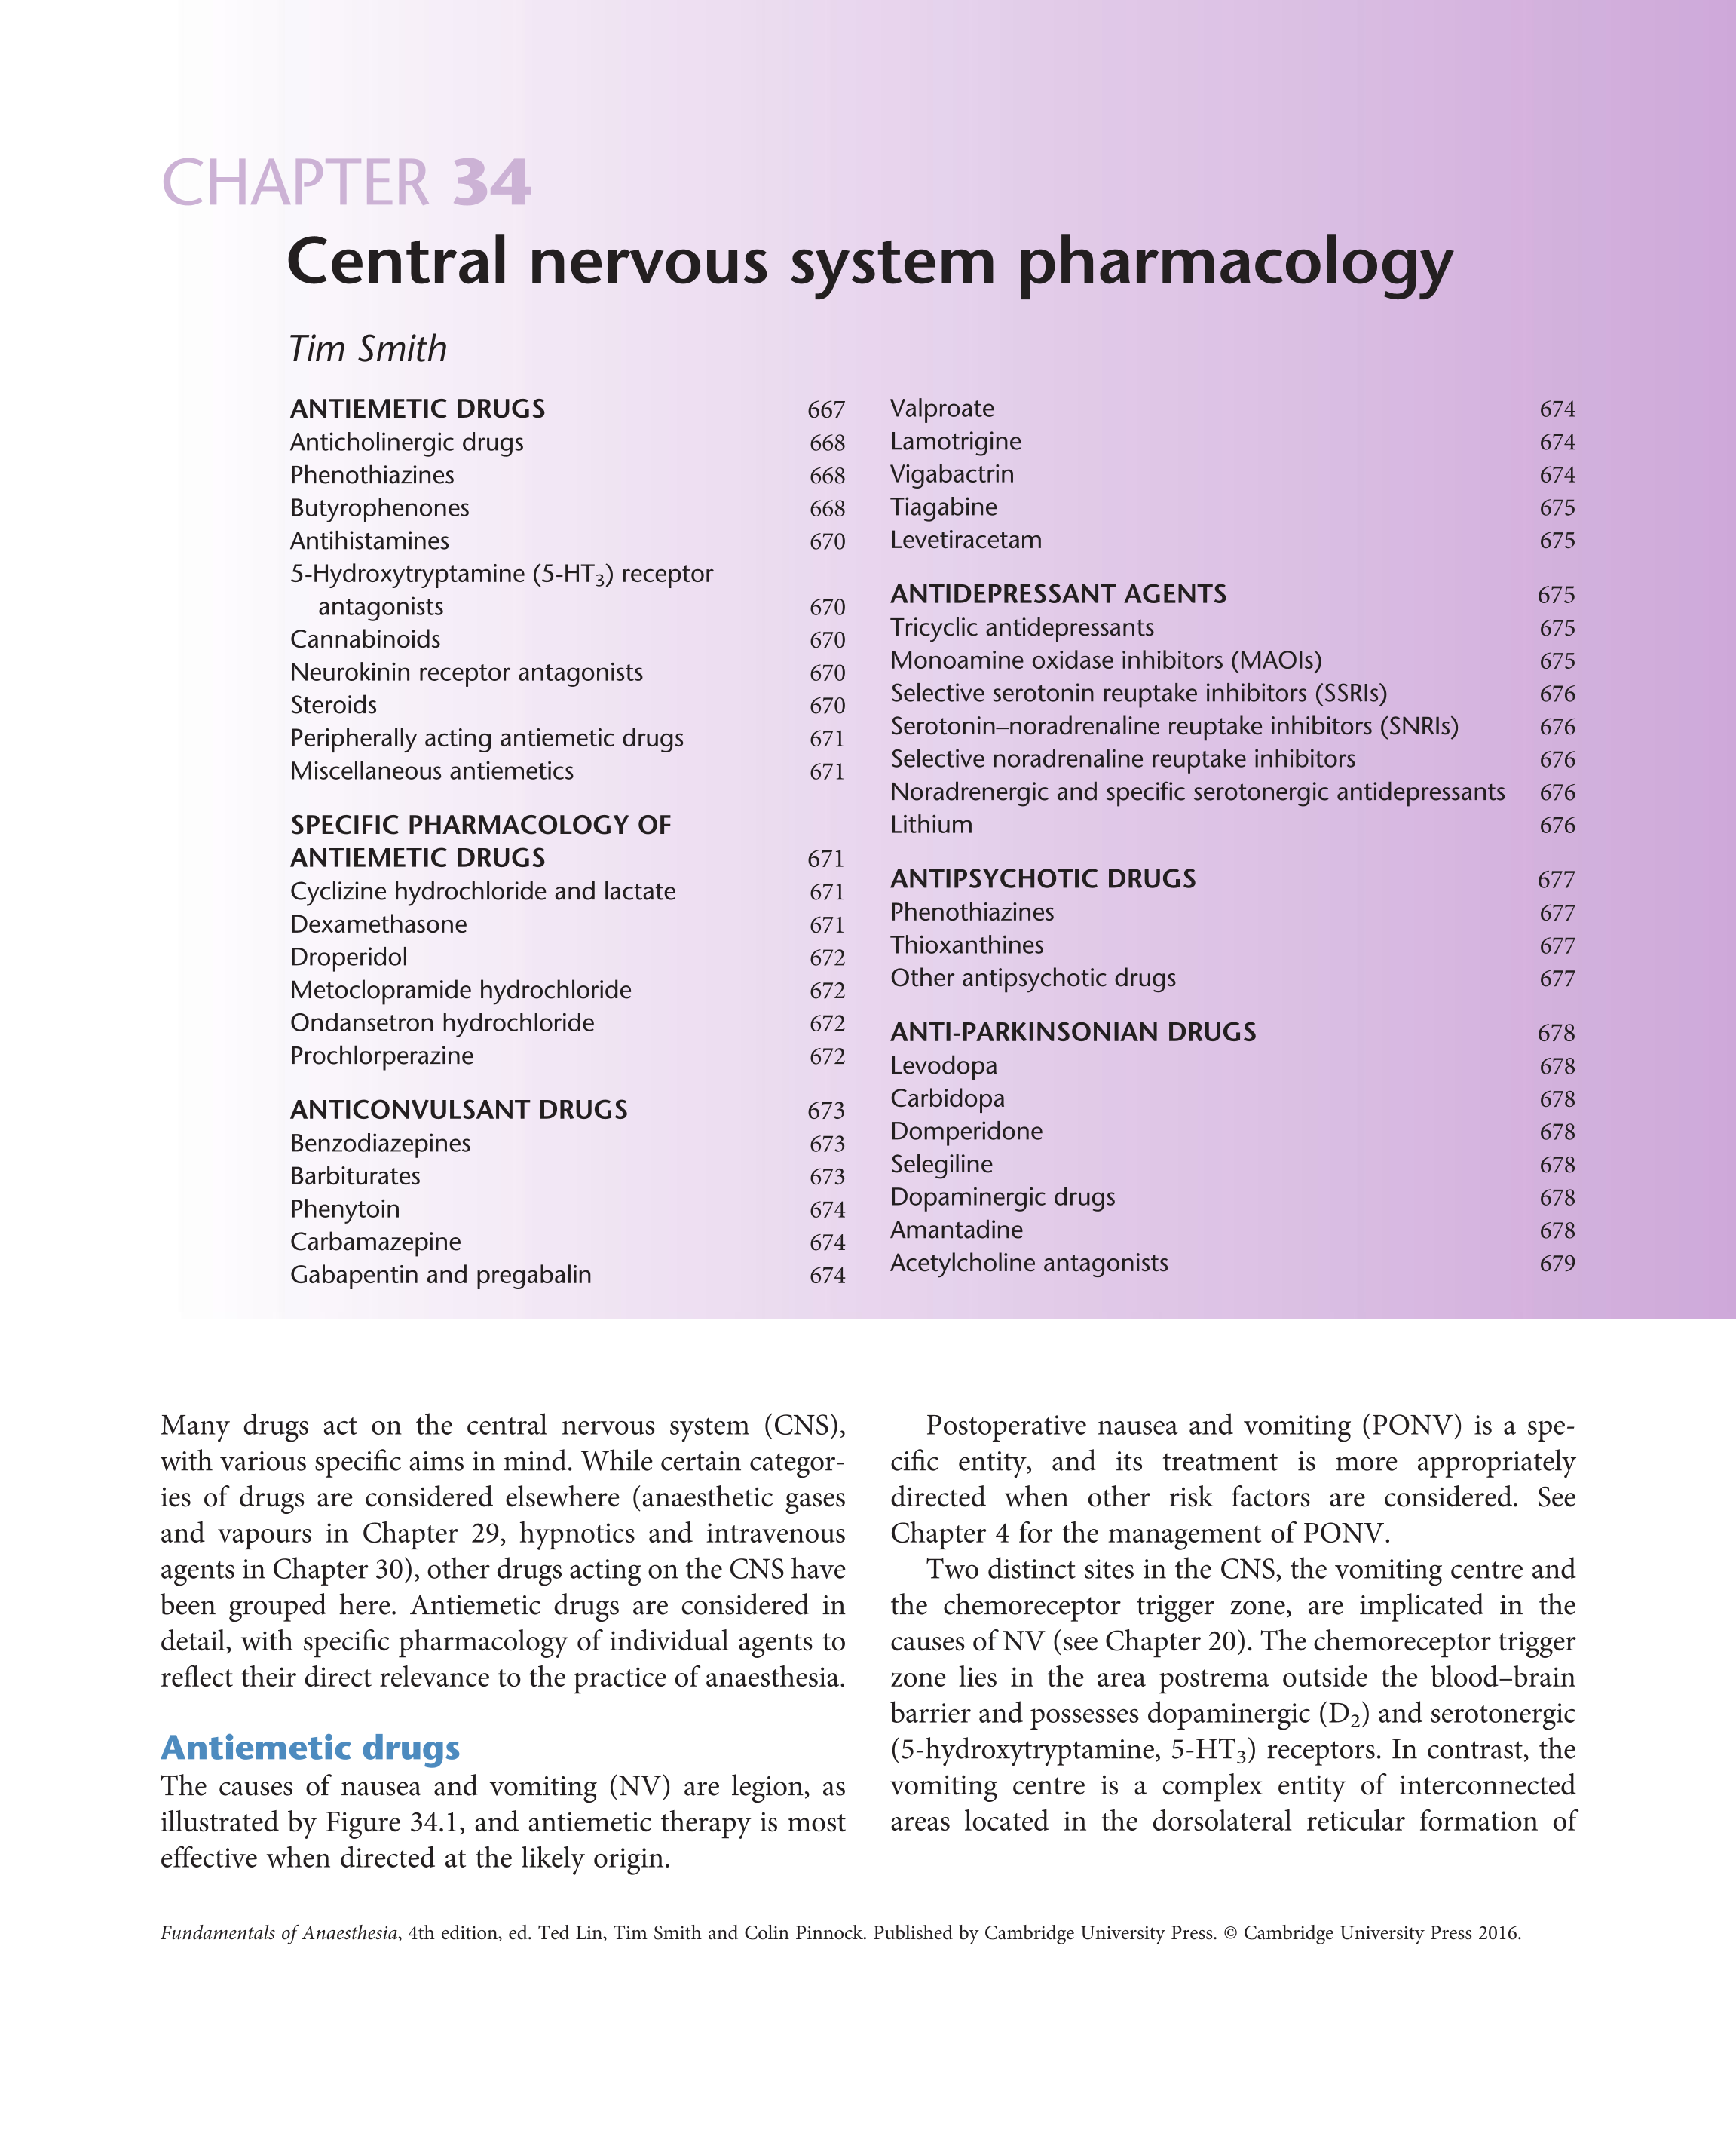 CHAPTER 34
Central nervous system pharmacology
Tim Smith
ANTIEMETIC DRUGS 667
Anticholinergic drugs 668
Phenothiazines 668
Butyrophenones 668
Antihistamines 670
5-Hydroxytryptamine (5-HT₃) receptor
antagonists 670
Cannabinoids 670
Neurokinin receptor antagonists 670
Steroids 670
Peripherally acting antiemetic drugs 671
Miscellaneous antiemetics 671
SPECIFIC PHARMACOLOGY OF
ANTIEMETIC DRUGS 671
Cyclizine hydrochloride and lactate 671
Dexamethasone 671
Droperidol 672
Metoclopramide hydrochloride 672
Ondansetron hydrochloride 672
Prochlorperazine 672
ANTICONVULSANT DRUGS 673
Benzodiazepines 673
Barbiturates 673
Phenytoin 674
Carbamazepine 674
Gabapentin and pregabalin 674
Valproate 674
Lamotrigine 674
Vigabactrin 674
Tiagabine 675
Levetiracetam 675
ANTIDEPRESSANT AGENTS 675
Tricyclic antidepressants 675
Monoamine oxidase inhibitors (MAOIs) 675
Selective serotonin reuptake inhibitors (SSRIs) 676
Serotonin–noradrenaline reuptake inhibitors (SNRIs) 676
Selective noradrenaline reuptake inhibitors 676
Noradrenergic and specific serotonergic antidepressants 676
Lithium 676
ANTIPSYCHOTIC DRUGS 677
Phenothiazines 677
Thioxanthines 677
Other antipsychotic drugs 677
ANTI-PARKINSONIAN DRUGS 678
Levodopa 678
Carbidopa 678
Domperidone 678
Selegiline 678
Dopaminergic drugs 678
Amantadine 678
Acetylcholine antagonists 679
Many drugs act on the central nervous system (CNS),
with various specific aims in mind. While certain categor-
ies of drugs are considered elsewhere (anaesthetic gases
and vapours in Chapter 29, hypnotics and intravenous
agents in Chapter 30), other drugs acting on the CNS have
been grouped here. Antiemetic drugs are considered in
detail, with specific pharmacology of individual agents to
reflect their direct relevance to the practice of anaesthesia.
Antiemetic drugs
The causes of nausea and vomiting (NV) are legion, as
illustrated by Figure 34.1, and antiemetic therapy is most
effective when directed at the likely origin.
Postoperative nausea and vomiting (PONV) is a spe-
cific entity, and its treatment is more appropriately
directed when other risk factors are considered. See
Chapter 4 for the management of PONV.
Two distinct sites in the CNS, the vomiting centre and
the chemoreceptor trigger zone, are implicated in the
causes of NV (see Chapter 20). The chemoreceptor trigger
zone lies in the area postrema outside the blood–brain
barrier and possesses dopaminergic (D₂) and serotonergic
(5-hydroxytryptamine, 5-HT₃) receptors. In contrast, the
vomiting centre is a complex entity of interconnected
areas located in the dorsolateral reticular formation of
Fundamentals of Anaesthesia, 4th edition, ed. Ted Lin, Tim Smith and Colin Pinnock. Published by Cambridge University Press. © Cambridge University Press 2016.